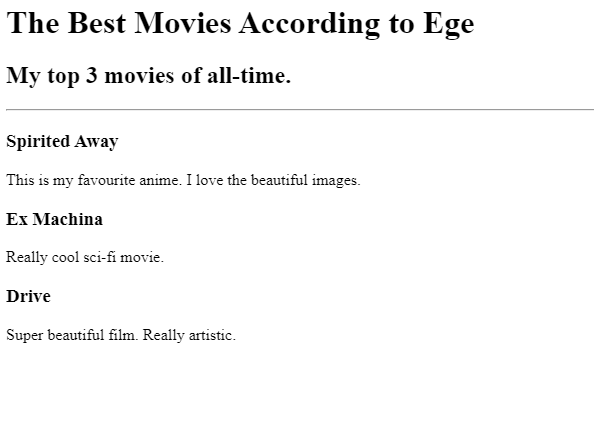 The Best Movies According to Ege
My top 3 movies of all-time.
Spirited Away
This is my favourite anime. I love the beautiful images.
Ex Machina
Really cool sci-fi movie.
Drive
Super beautiful film. Really artistic.